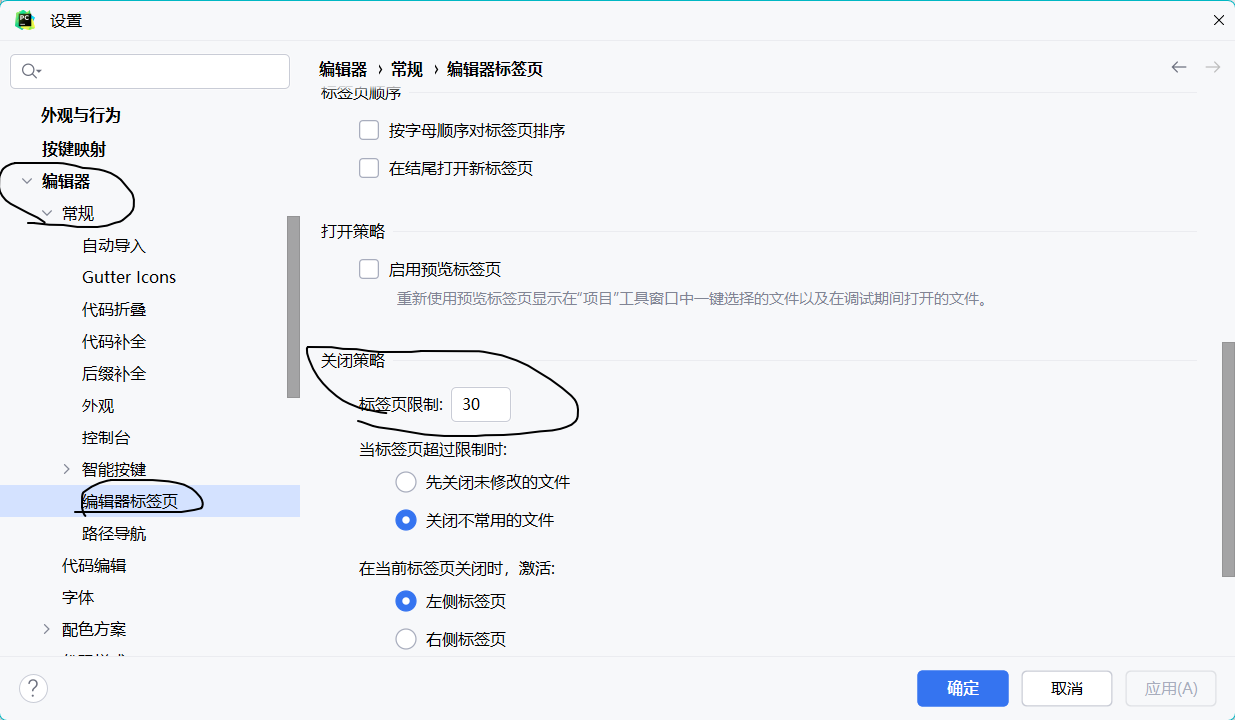 PC
设置
编辑器 › 常规 › 编辑器标签页
外观与行为
按键映射
编辑器
常规
自动导入
Gutter Icons
代码折叠
代码补全
后缀补全
外观
控制台
智能按键
编辑器标签页
路径导航
代码编辑
字体
配色方案
标签页顺序
按字母顺序对标签页排序
在结尾打开新标签页
打开策略
启用预览标签页
重新使用预览标签页显示在“项目”工具窗口中一键选择的文件以及在调试期间打开的文件。
关闭策略
标签页限制: 30
当标签页超过限制时:
先关闭未修改的文件
关闭不常用的文件
在当前标签页关闭时，激活:
左侧标签页
右侧标签页
?
确定
取消
应用(A)